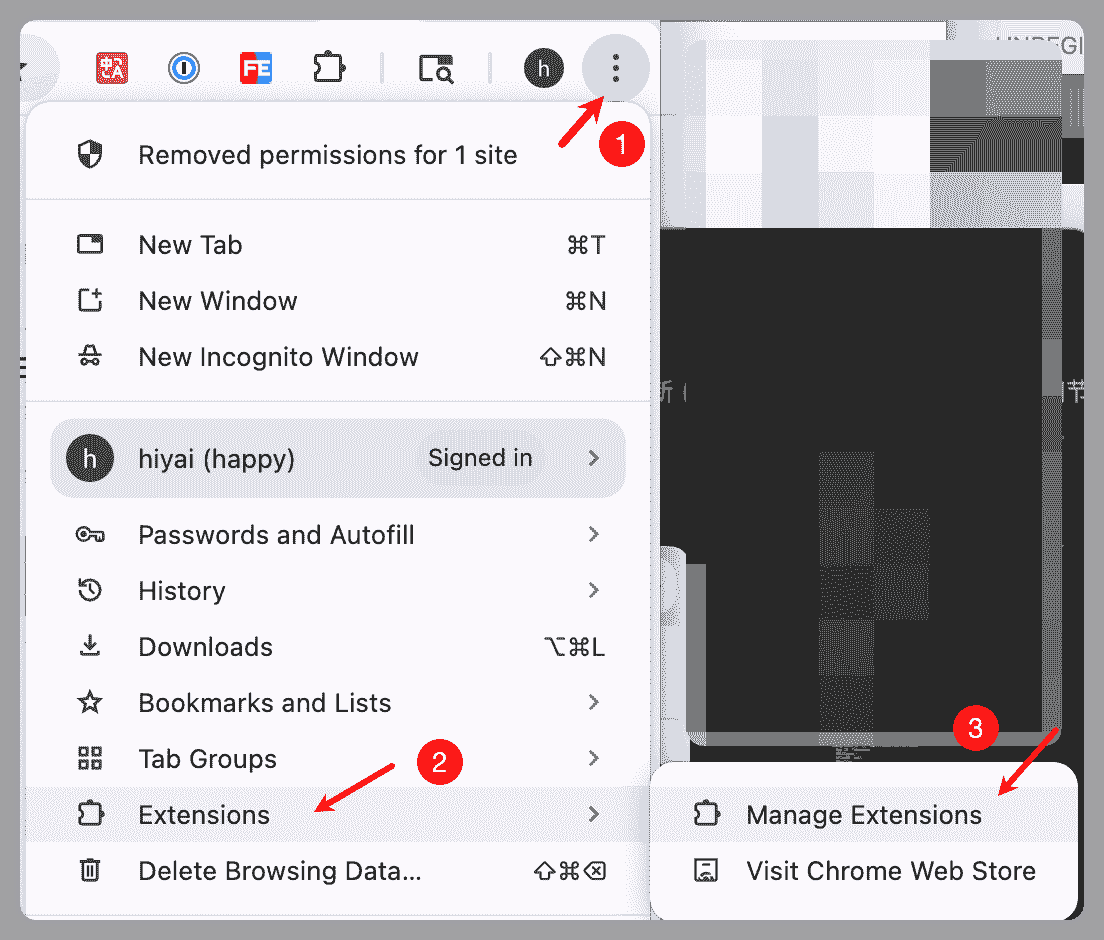 FE
h
1
Removed permissions for 1 site
New Tab ⌘T
New Window ⌘N
New Incognito Window ⇧⌘N
h hiyai (happy) Signed in
Passwords and Autofill
History
Downloads ⌥⌘L
Bookmarks and Lists
Tab Groups
2
3
Extensions
Manage Extensions
Delete Browsing Data... ⇧⌘⌫
Visit Chrome Web Store